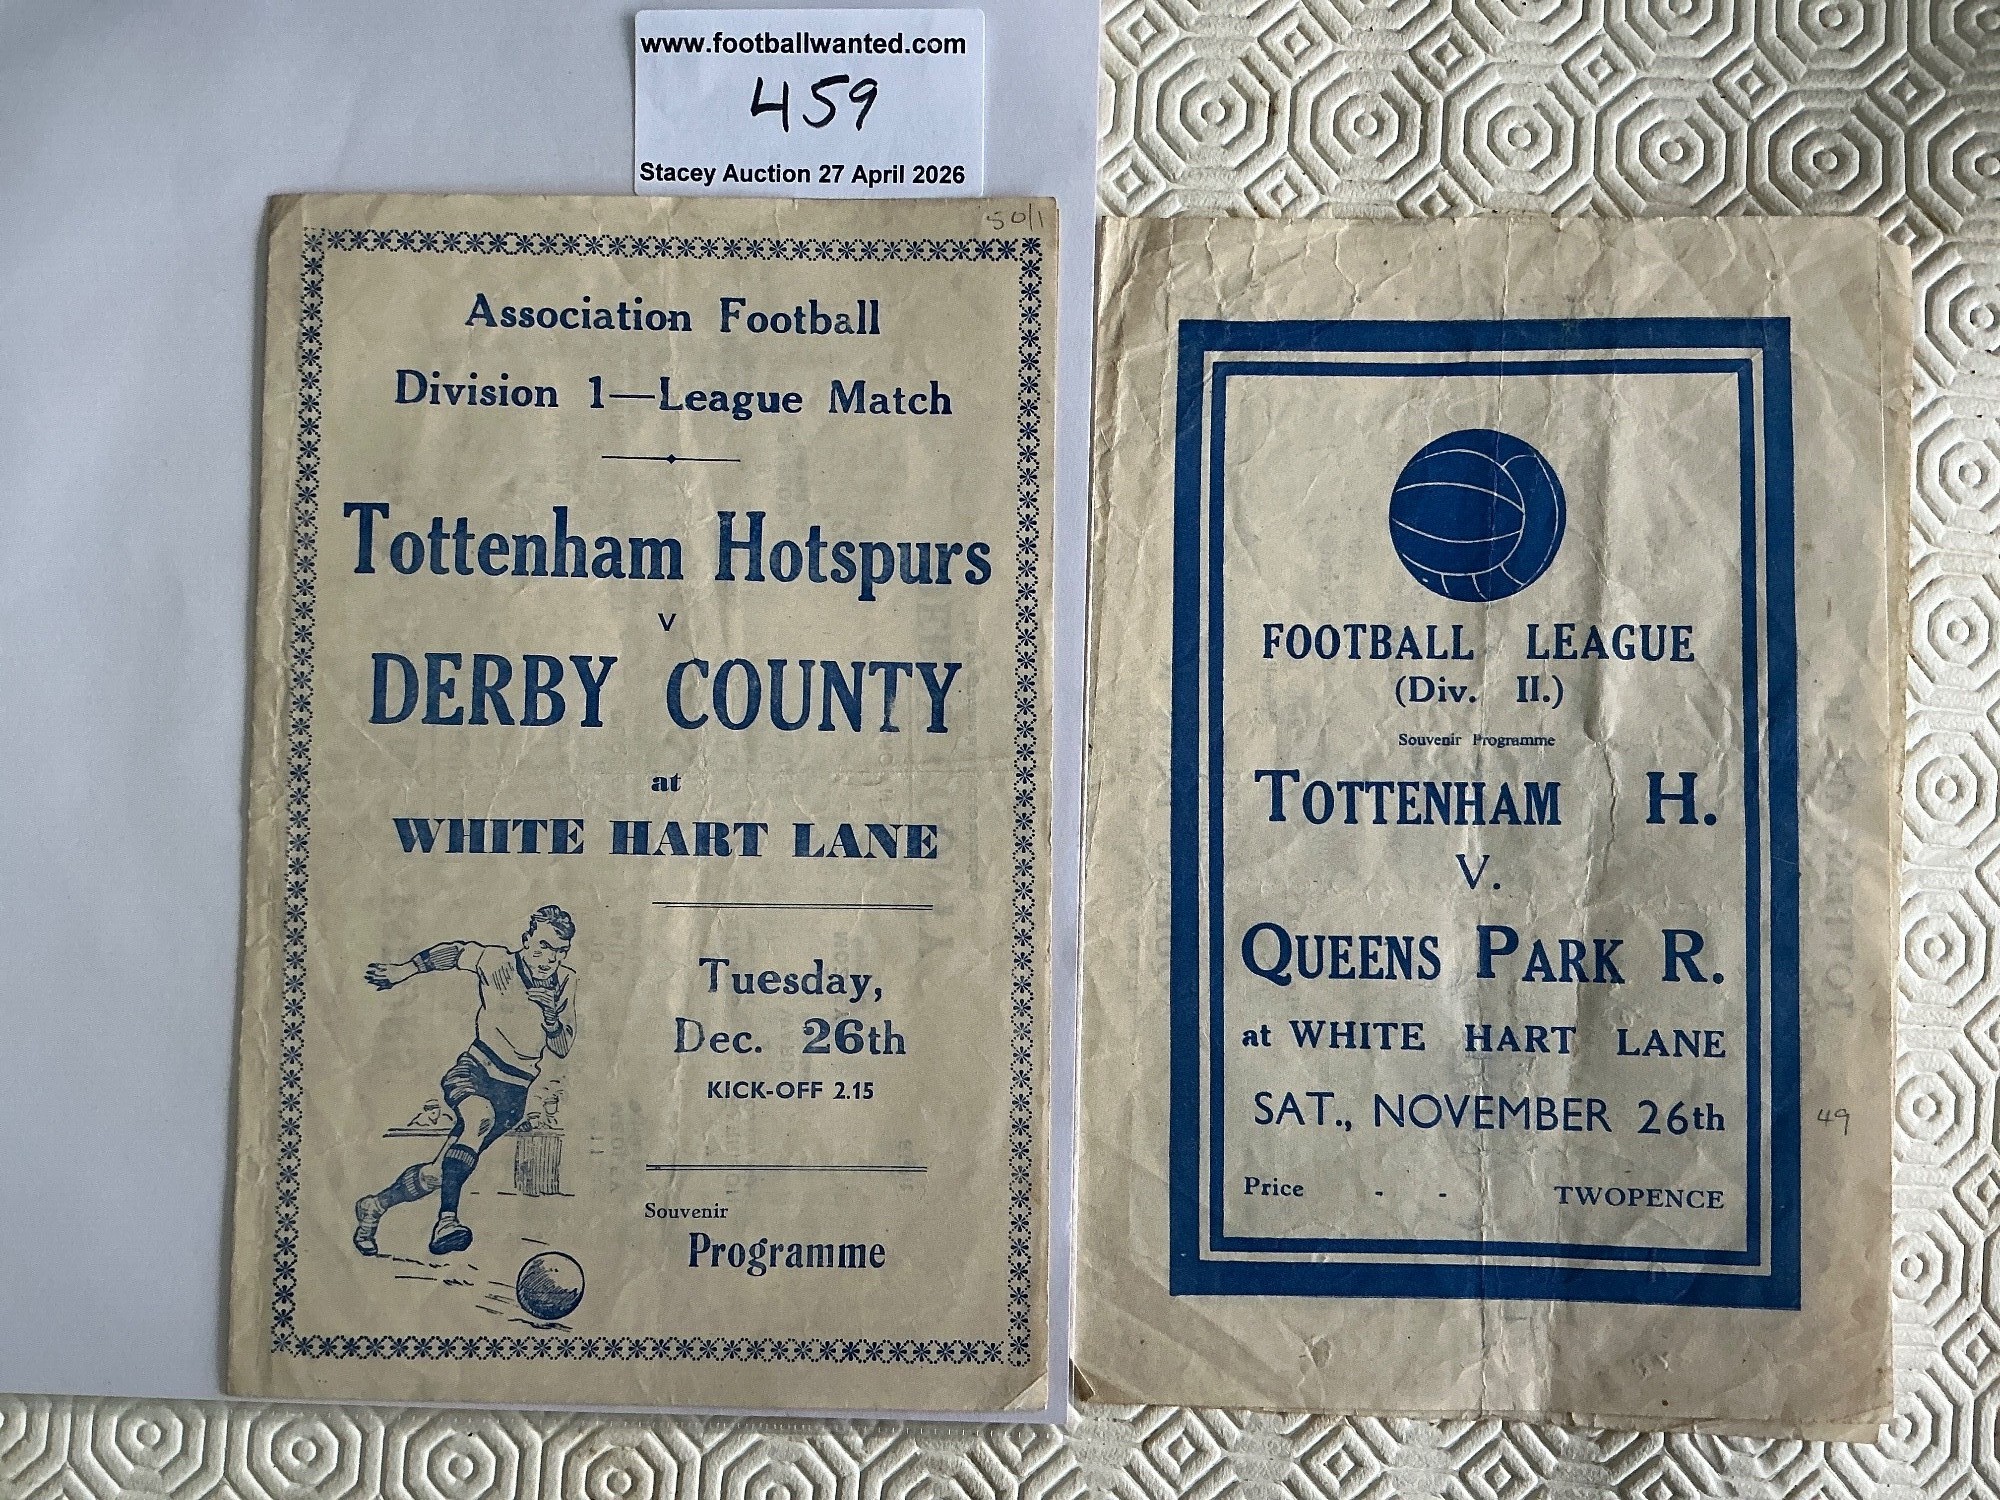 www.footballwanted.com
459
Stacey Auction 27 April 2026
50/1
Association Football
Division 1—League Match
Tottenham Hotspurs
v
DERBY COUNTY
at
WHITE HART LANE
Tuesday,
Dec. 26th
KICK-OFF 2.15
Souvenir
Programme
FOOTBALL LEAGUE
(Div. II.)
Souvenir Programme
TOTTENHAM H.
V.
QUEENS PARK R.
at WHITE HART LANE
SAT., NOVEMBER 26th
49
Price - - TWOPENCE